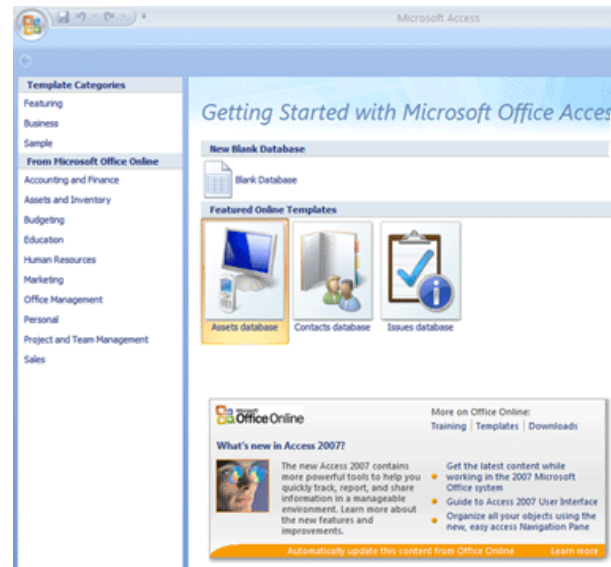 Microsoft Access
Template Categories
Featuring
Business
Sample
From Microsoft Office Online
Accounting and Finance
Assets and Inventory
Budgeting
Education
Human Resources
Marketing
Office Management
Personal
Project and Team Management
Sales
Getting Started with Microsoft Office Acces
New Blank Database
Blank Database
Featured Online Templates
Assets database
Contacts database
Issues database
Microsoft
Office Online
More on Office Online:
Training | Templates | Downloads
What's new in Access 2007?
The new Access 2007 contains
more powerful tools to help you
quickly track, report, and share
information in a manageable
environment. Learn more about
the new features and
improvements.
Get the latest content while
working in the 2007 Microsoft
Office system
Guide to Access 2007 User Interface
Organize all your objects using the
new, easy access Navigation Pane
Automatically update this content from Office Online
Learn more